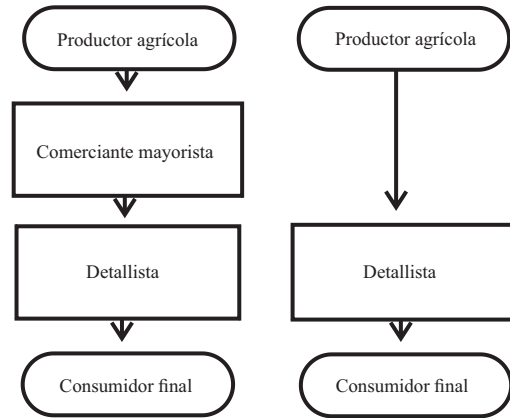 Productor agrícola
Comerciante mayorista
Detallista
Consumidor final
Productor agrícola
Detallista
Consumidor final